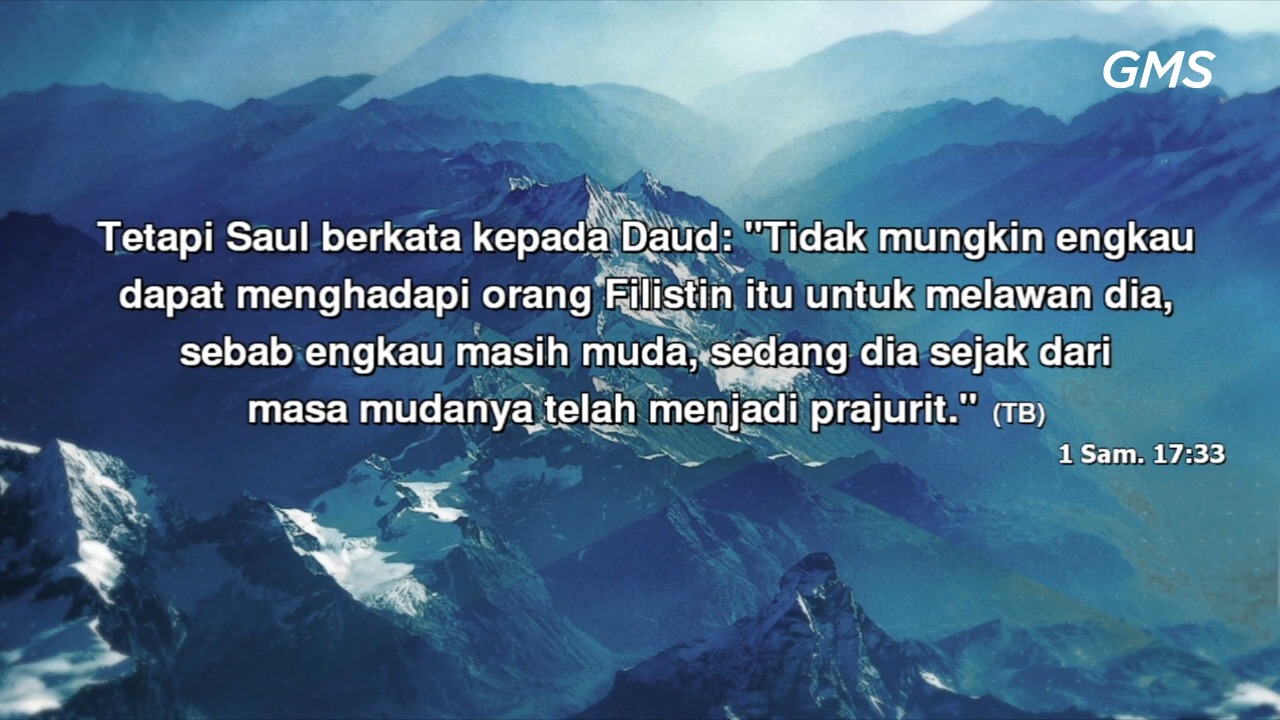 GMS
Tetapi Saul berkata kepada Daud: "Tidak mungkin engkau
dapat menghadapi orang Filistin itu untuk melawan dia,
sebab engkau masih muda, sedang dia sejak dari
masa mudanya telah menjadi prajurit." (TB)
1 Sam. 17:33